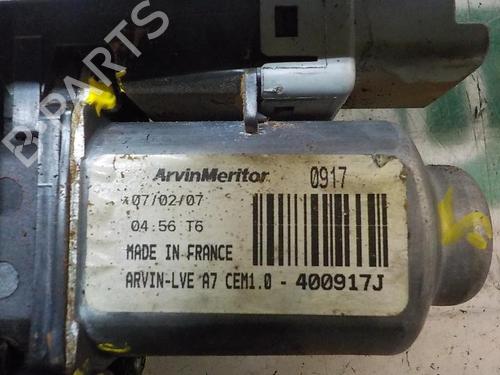 B-PARTS
ArvinMeritor 0917
07/02/07
04:56 T6
MADE IN FRANCE
ARVIN-LVE A7 CEM1.0 - 400917J